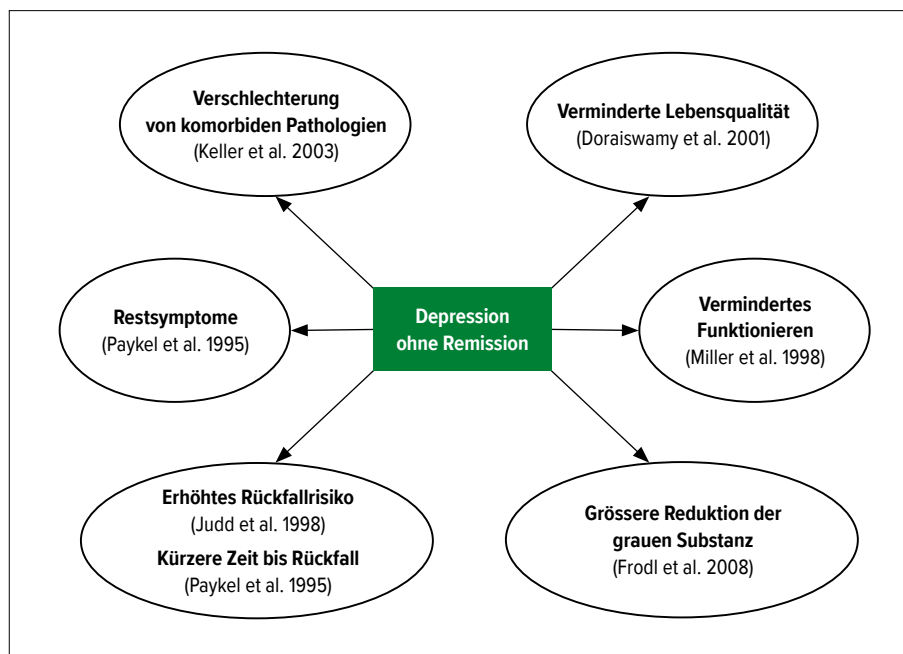 Verschlechterung
von komorbiden Pathologien
(Keller et al. 2003)
Verminderte Lebensqualität
(Doraiswamy et al. 2001)
Restsymptome
(Paykel et al. 1995)
Depression
ohne Remission
Vermindertes
Funktionieren
(Miller et al. 1998)
Erhöhtes Rückfallrisiko
(Judd et al. 1998)
Kürzere Zeit bis Rückfall
(Paykel et al. 1995)
Grössere Reduktion der
grauen Substanz
(Frodl et al. 2008)